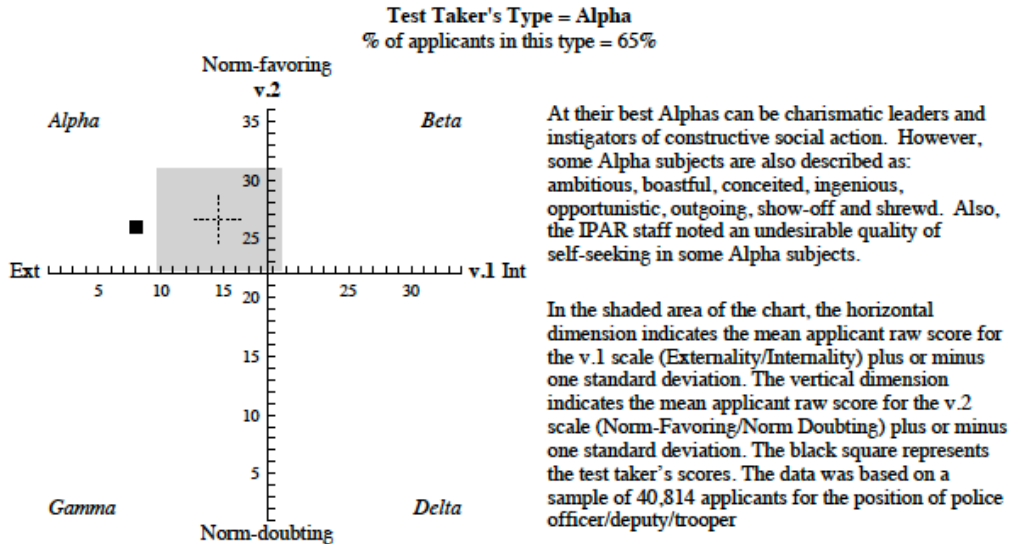 Test Taker's Type = Alpha
% of applicants in this type = 65%
Norm-favoring
v.2
Alpha
Beta
35
30
25
Ext
v.1 Int
5
10
15
20
25
30
15
10
5
Gamma
Delta
Norm-doubting
At their best Alphas can be charismatic leaders and
instigators of constructive social action. However,
some Alpha subjects are also described as:
ambitious, boastful, conceited, ingenious,
opportunistic, outgoing, show-off and shrewd. Also,
the IPAR staff noted an undesirable quality of
self-seeking in some Alpha subjects.
In the shaded area of the chart, the horizontal
dimension indicates the mean applicant raw score for
the v.1 scale (Externality/Internality) plus or minus
one standard deviation. The vertical dimension
indicates the mean applicant raw score for the v.2
scale (Norm-Favoring/Norm Doubting) plus or minus
one standard deviation. The black square represents
the test taker's scores. The data was based on a
sample of 40,814 applicants for the position of police
officer/deputy/trooper